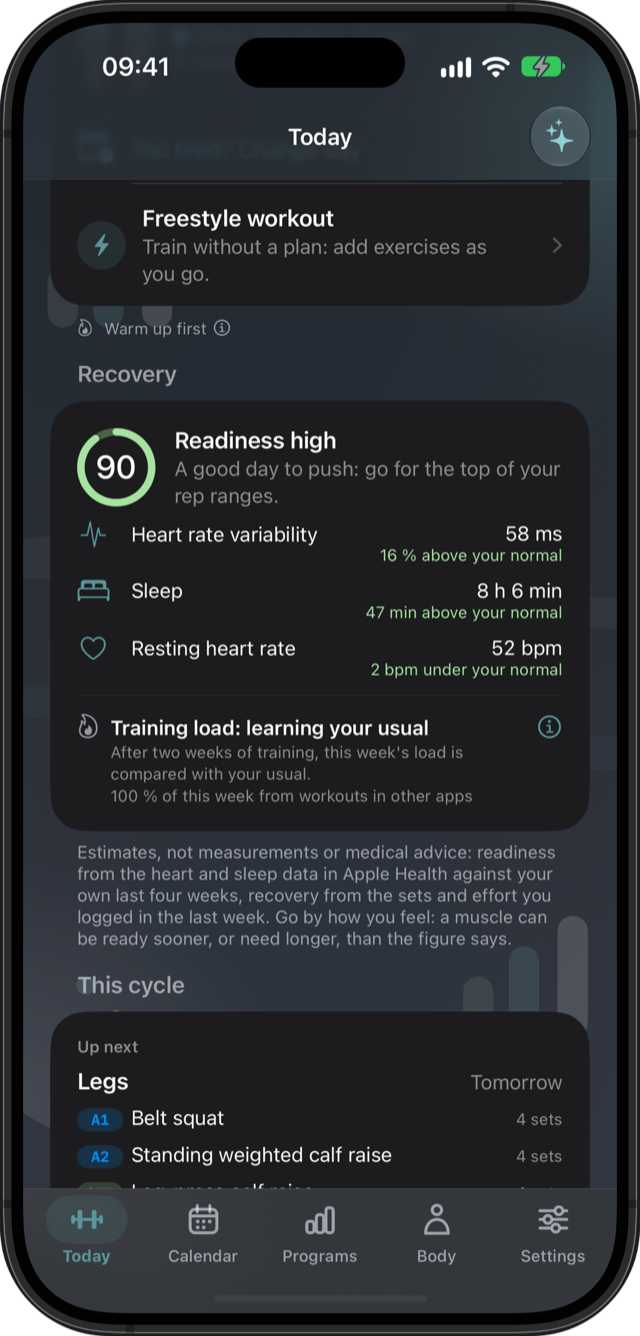 09:41
Too tired? Change day
Today
Freestyle workout
Train without a plan: add exercises as
you go.
Warm up first
Recovery
90
Readiness high
A good day to push: go for the top of your
rep ranges.
Heart rate variability
58 ms
16 % above your normal
Sleep
8 h 6 min
47 min above your normal
Resting heart rate
52 bpm
2 bpm under your normal
Training load: learning your usual
After two weeks of training, this week's load is
compared with your usual.
100 % of this week from workouts in other apps
Estimates, not measurements or medical advice: readiness
from the heart and sleep data in Apple Health against your
own last four weeks, recovery from the sets and effort you
logged in the last week. Go by how you feel: a muscle can
be ready sooner, or need longer, than the figure says.
This cycle
Up next
Legs
Tomorrow
A1 Belt squat
4 sets
A2 Standing weighted calf raise
4 sets
Today
Calendar
Programs
Body
Settings